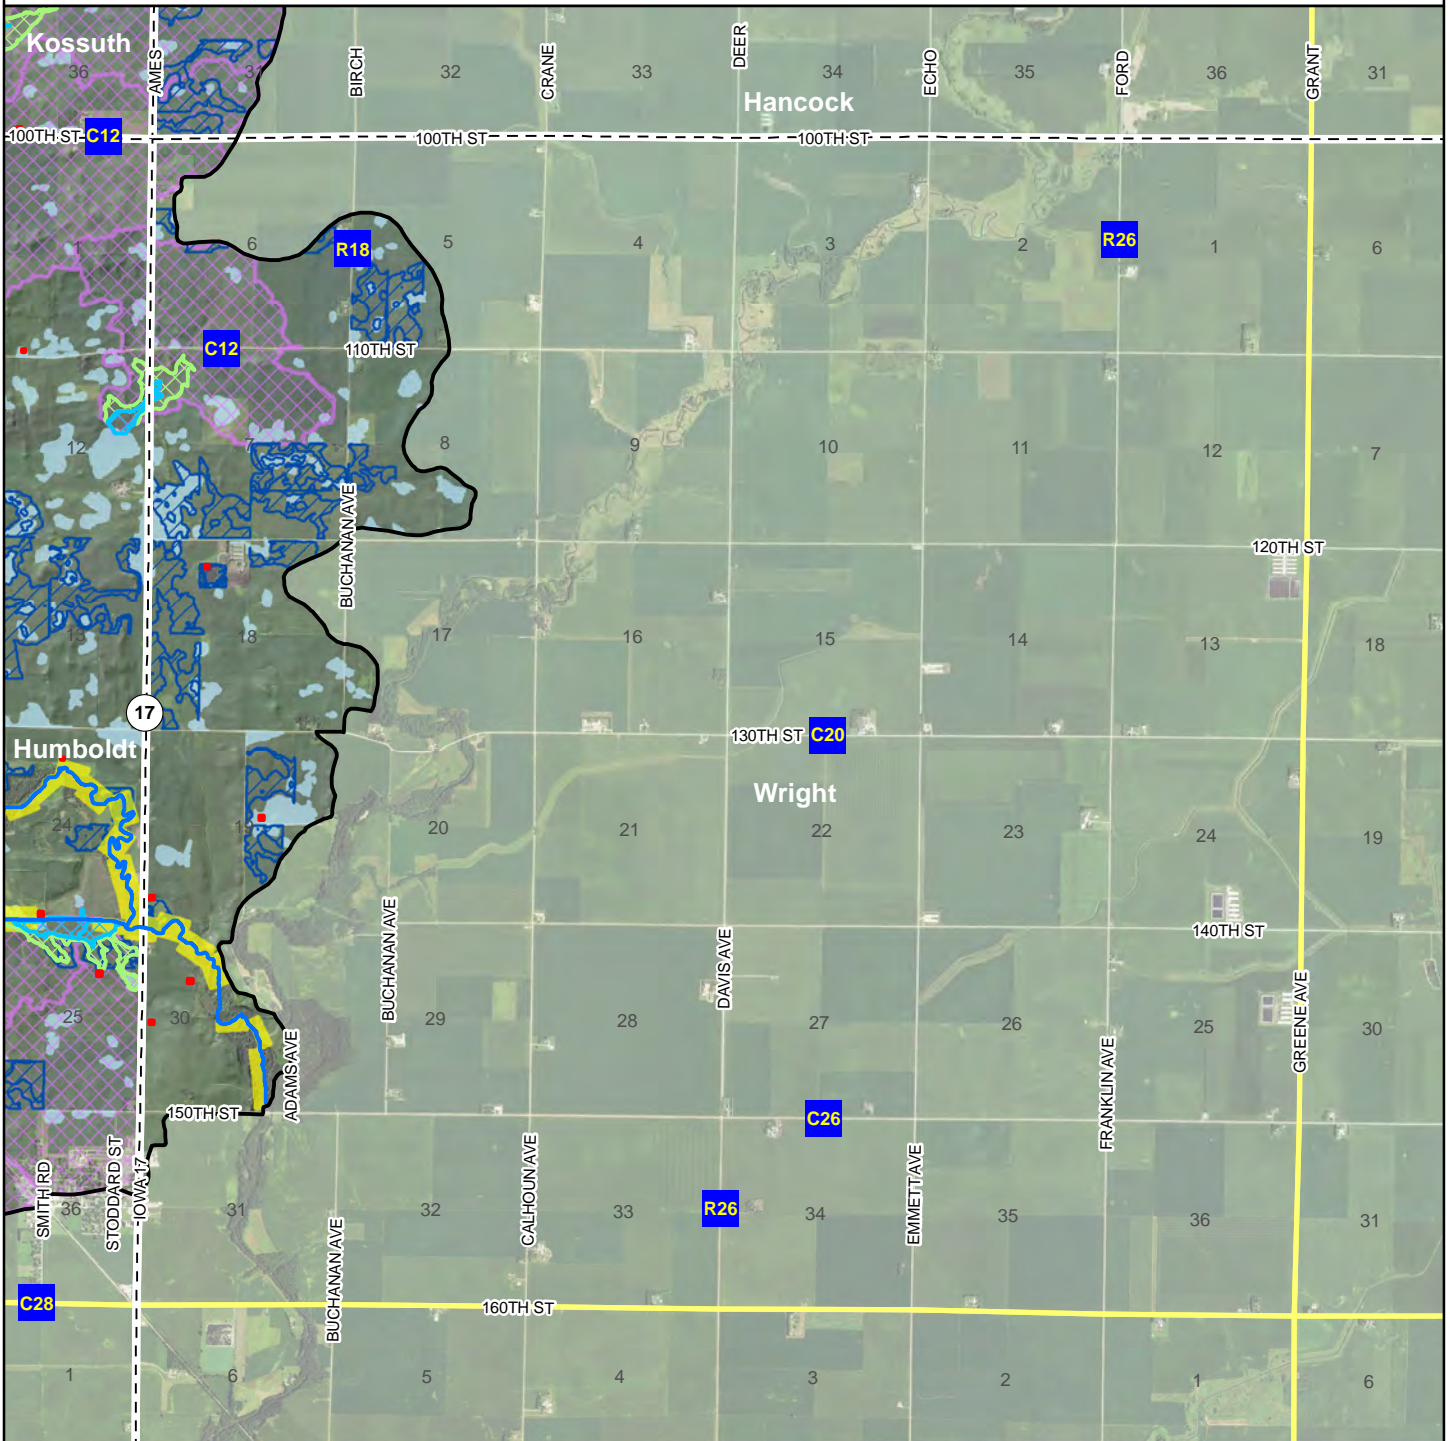 Kossuth
AMES
BIRCH
CRANE
DEER
ECHO
FORD
GRANT
36
31
32
33
34
35
36
31
Hancock
100TH ST
C12
100TH ST
100TH ST
1
6
R18
5
4
3
2
R26
1
6
C12
110TH ST
12
7
8
9
10
11
12
7
BUCHANAN AVE
120TH ST
13
18
17
16
15
14
13
18
17
Humboldt
130TH ST
C20
Wright
24
19
20
21
22
23
24
19
BUCHANAN AVE
DAVIS AVE
140TH ST
25
30
29
28
27
26
25
30
ADAMS AVE
FRANKLIN AVE
GREENE AVE
150TH ST
C26
SMITH RD
STODDARD ST
IOWA 17
CALHOUN AVE
EMMETT AVE
36
31
32
33
R26
34
35
36
31
BUCHANAN AVE
C28
160TH ST
1
6
5
4
3
2
1
6